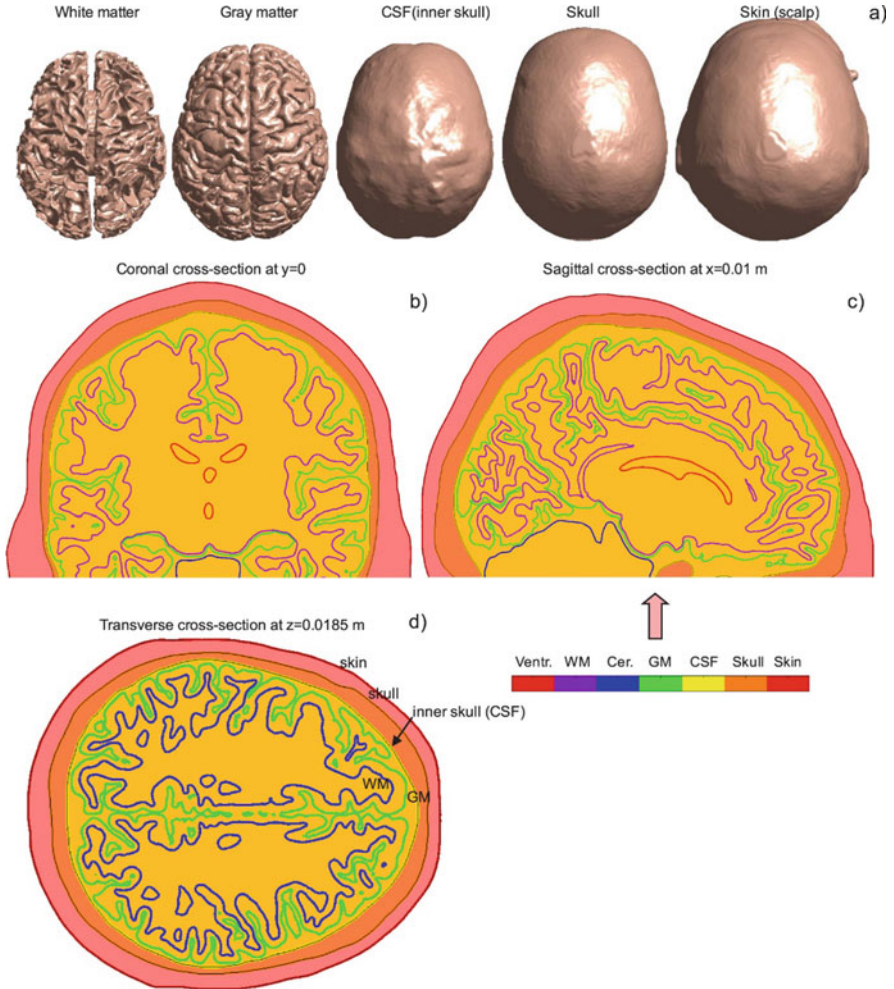 White matter Gray matter CSF(inner skull) Skull Skin (scalp) a)
Coronal cross-section at y=0 Sagittal cross-section at x=0.01 m
b) c)
Transverse cross-section at z=0.0185 m d)
skin
Ventr. WM Cer. GM CSF Skull Skin
skull
inner skull (CSF)
WM
GM